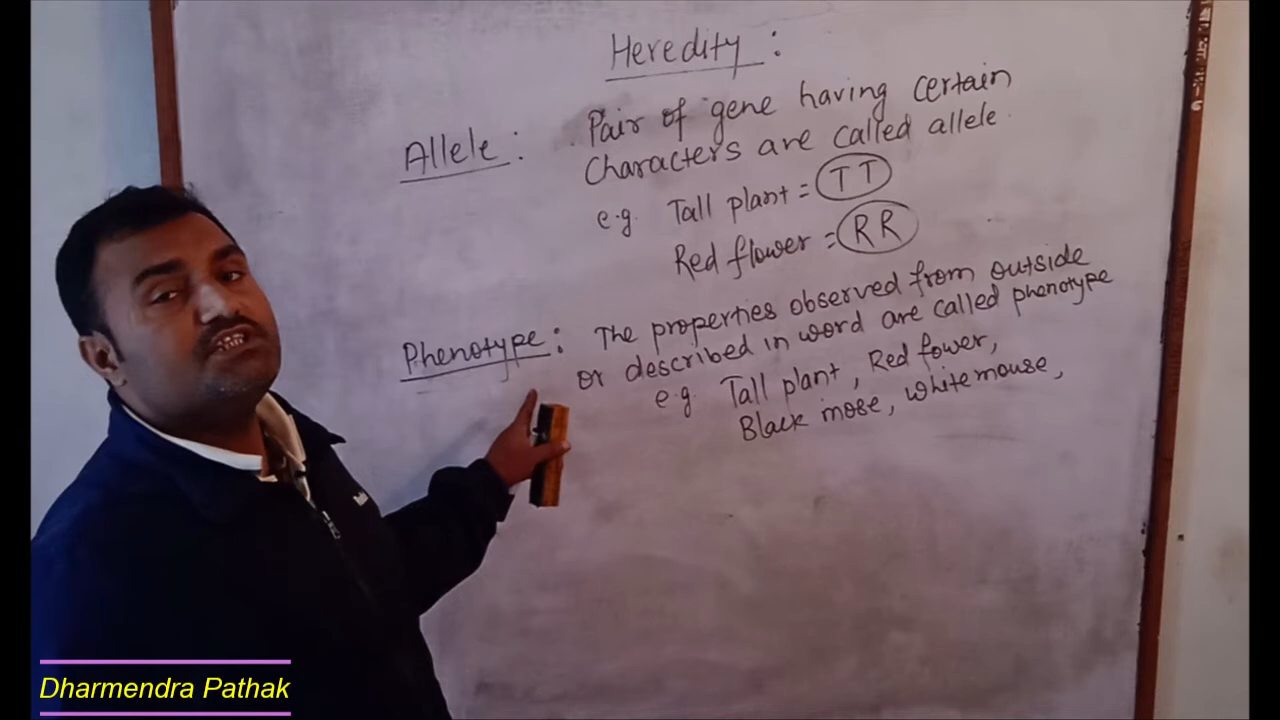 Heredity :
Allele : Pair of gene having certain
Characters are called allele.
e.g. Tall plant = TT
Red flower = RR
Phenotype : The properties observed from outside
or described in word are called phenotype
e.g. Tall plant, Red fower,
Black mose, white mouse,
Dharmendra Pathak